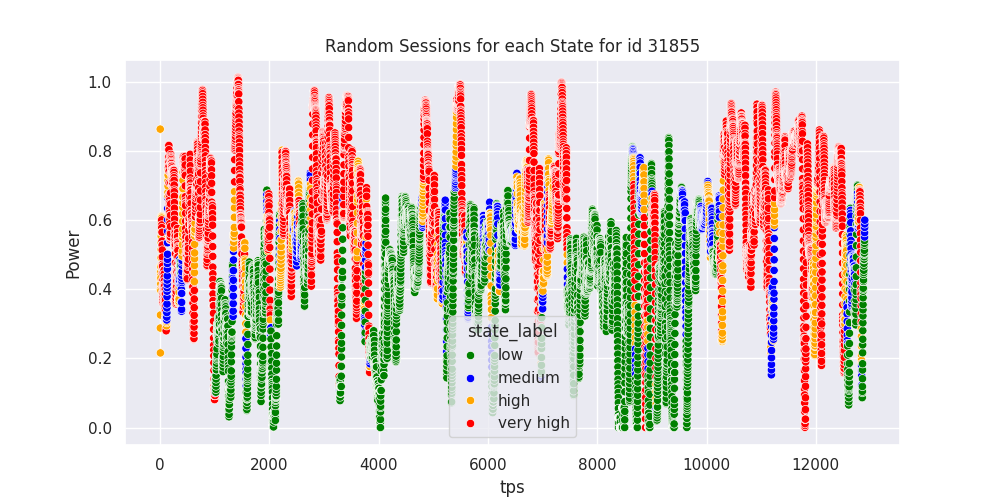 Random Sessions for each State for id 31855
Power
1.0
0.8
0.6
0.4
0.2
0.0
state_label
low
medium
high
very high
0
2000
4000
6000
8000
10000
12000
tps